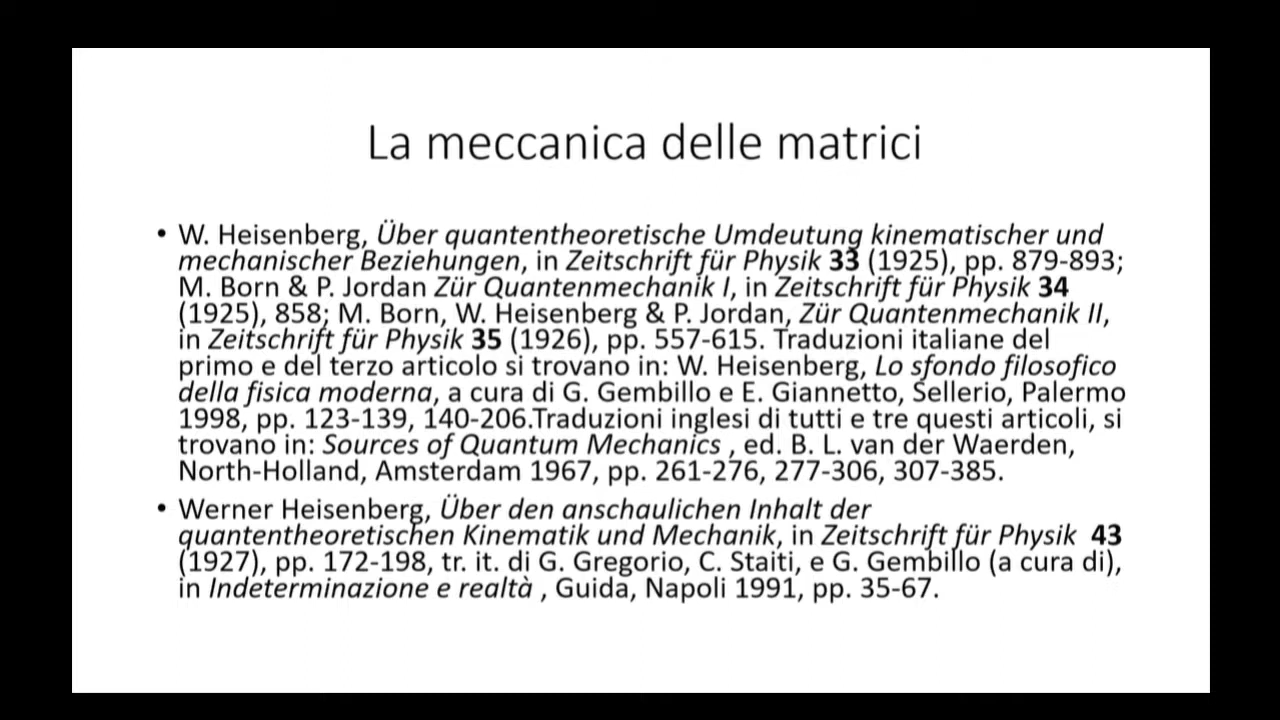 La meccanica delle matrici
• W. Heisenberg, Über quantentheoretische Umdeutung kinematischer und
mechanischer Beziehungen, in Zeitschrift für Physik 33 (1925), pp. 879-893;
M. Born & P. Jordan Zür Quantenmechanik I, in Zeitschrift für Physik 34
(1925), 858; M. Born, W. Heisenberg & P. Jordan, Zür Quantenmechanik II,
in Zeitschrift für Physik 35 (1926), pp. 557-615. Traduzioni italiane del
primo e del terzo articolo si trovano in: W. Heisenberg, Lo sfondo filosofico
della fisica moderna, a cura di G. Gembillo e E. Giannetto, Sellerio, Palermo
1998, pp. 123-139, 140-206.Traduzioni inglesi di tutti e tre questi articoli, si
trovano in: Sources of Quantum Mechanics , ed. B. L. van der Waerden,
North-Holland, Amsterdam 1967, pp. 261-276, 277-306, 307-385.
• Werner Heisenberg, Über den anschaulichen Inhalt der
quantentheoretischen Kinematik und Mechanik, in Zeitschrift für Physik 43
(1927), pp. 172-198, tr. it. di G. Gregorio, C. Staiti, e G. Gembillo (a cura di),
in Indeterminazione e realtà , Guida, Napoli 1991, pp. 35-67.